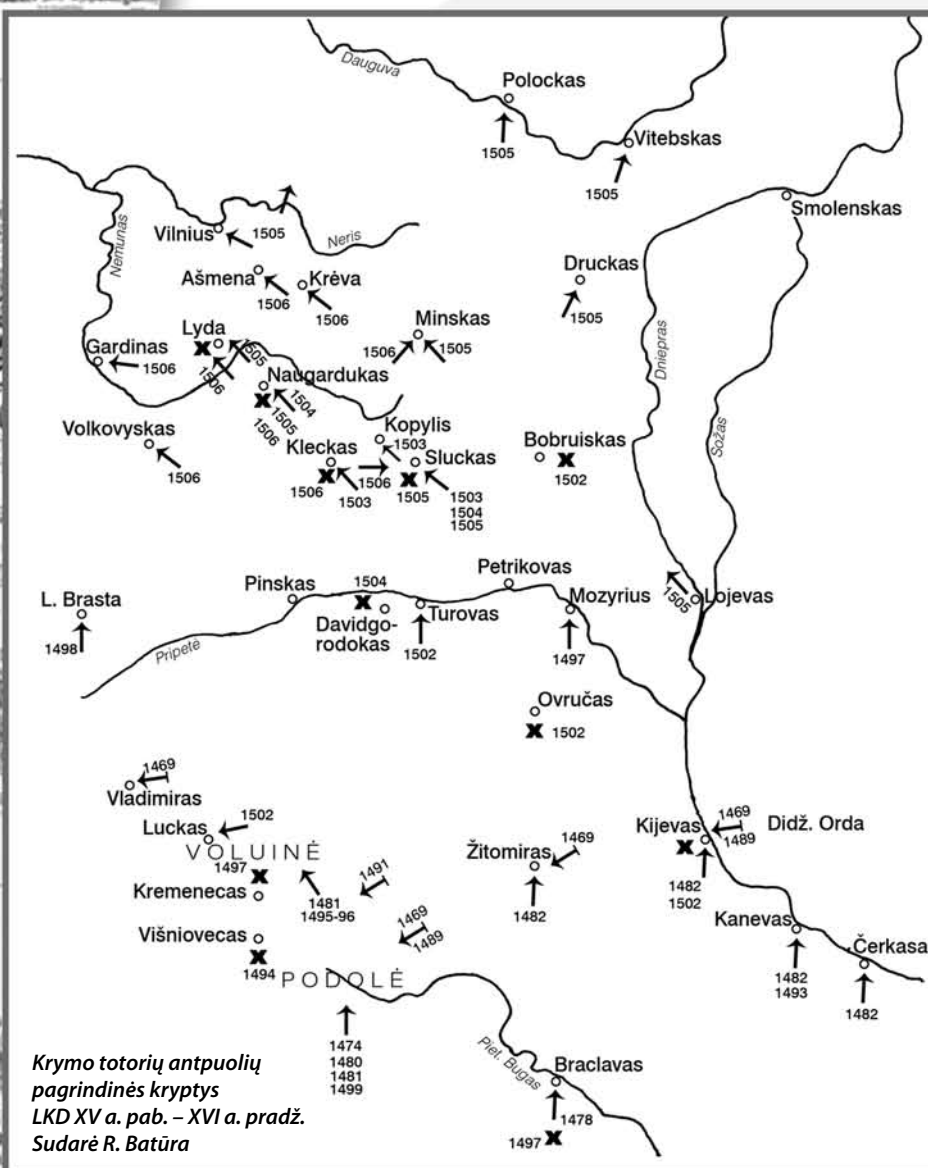 Dauguva
Polockas
1505
Vitebskas
1505
Smolenskas
Nemunas
Vilnius
1505
Neris
Ašmena
1506
Krėva
1506
Druckas
1505
Dniepras
Sožas
Minskas
1506
1505
Lyda
1505
1506
Gardinas
1506
Naugardukas
1504
1505
1506
Volkovyskas
1506
Kopylis
1503
Kleckas
1506
1503
1506
Sluckas
1505
1503
1504
1505
Bobruiskas
1502
L. Brasta
1498
Pinskas
Pripetė
1504
Davidgo-
rodokas
Turovas
1502
Petrikovas
Mozyrius
1497
Lojevas
1505
Ovručas
1502
1469
Vladimiras
Luckas
1502
VOLUINĖ
1497
Kremenecas
1481
1495-96
1491
1469
1489
Višniovecas
1494
PODOLĖ
1474
1480
1481
1499
Žitomiras
1469
1482
Kijevas
1469
1489
Didž. Orda
1482
1502
Kanevas
1482
1493
Čerkasa
1482
Piet. Bugas
Braclavas
1478
1497
Krymo totorių antpuolių
pagrindinės kryptys
LKD XV a. pab. – XVI a. pradž.
Sudarė R. Batūra